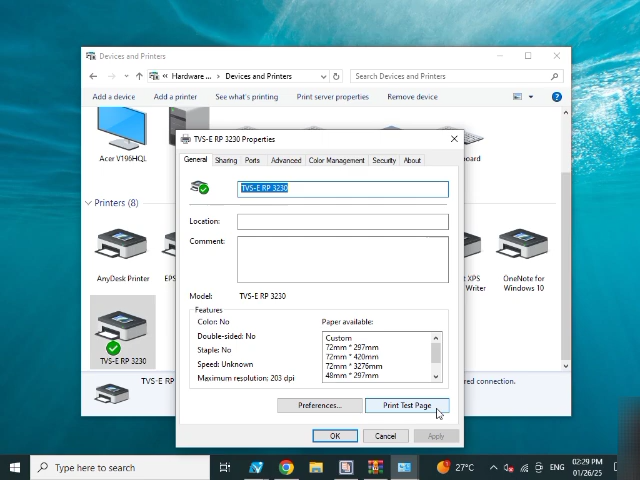 Devices and Printers
« Hardware ... › Devices and Printers
Search Devices and Printers
Add a device
Add a printer
See what's printing
Print server properties
Remove device
Acer V196HQL
Printers (8)
AnyDesk Printer
OneNote for
Windows 10
XPS
Writer
TVS-E RP 3230
TVS-E RP 3230 Properties
General
Sharing
Ports
Advanced
Color Management
Security
About
TVS-E RP 3230
Location:
Comment:
Model: TVS-E RP 3230
Features
Color: No
Double-sided: No
Staple: No
Speed: Unknown
Maximum resolution: 203 dpi
Paper available:
Custom
72mm * 297mm
72mm * 420mm
72mm * 3276mm
48mm * 297mm
Preferences...
Print Test Page
OK
Cancel
Apply
Type here to search
27°C
ENG
02:29 PM
01/26/25